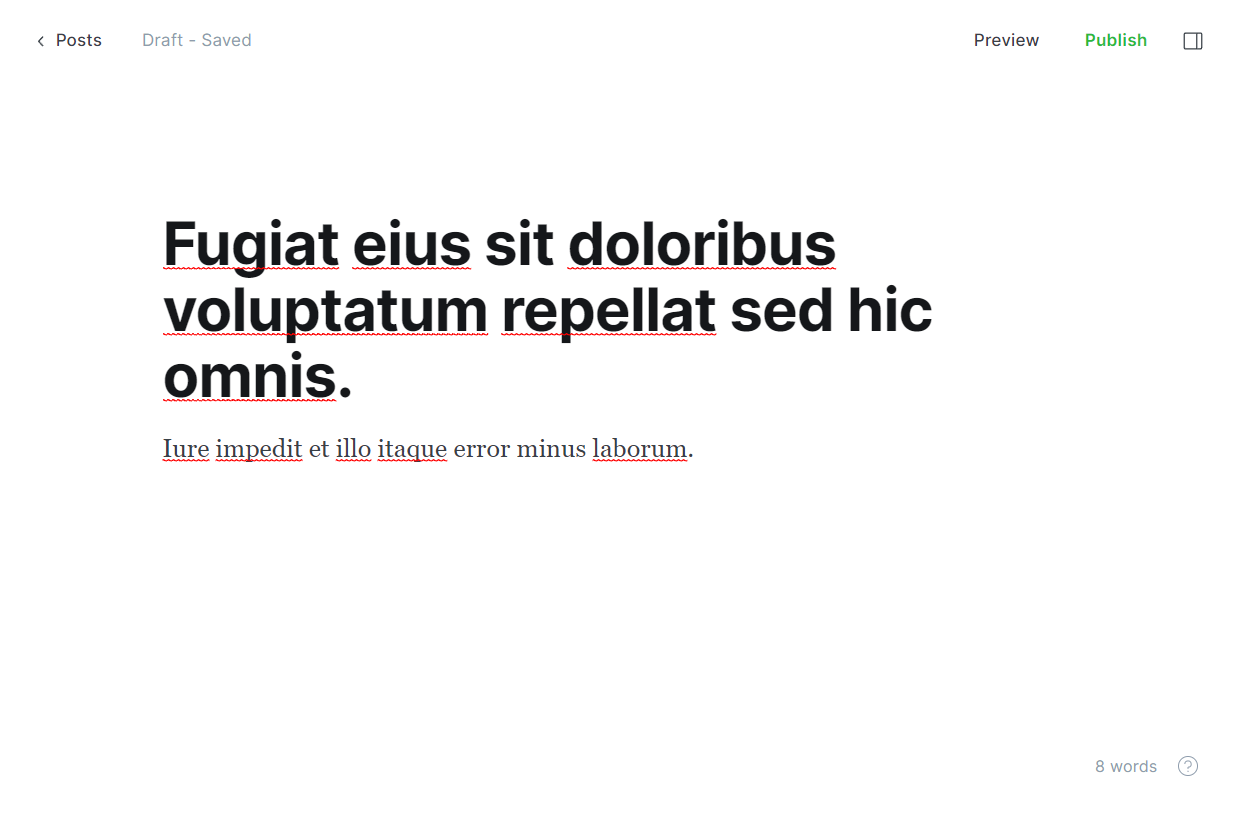 Posts
Draft - Saved
Preview
Publish
Fugiat eius sit doloribus
voluptatum repellat sed hic
omnis.
Iure impedit et illo itaque error minus laborum.
8 words
?